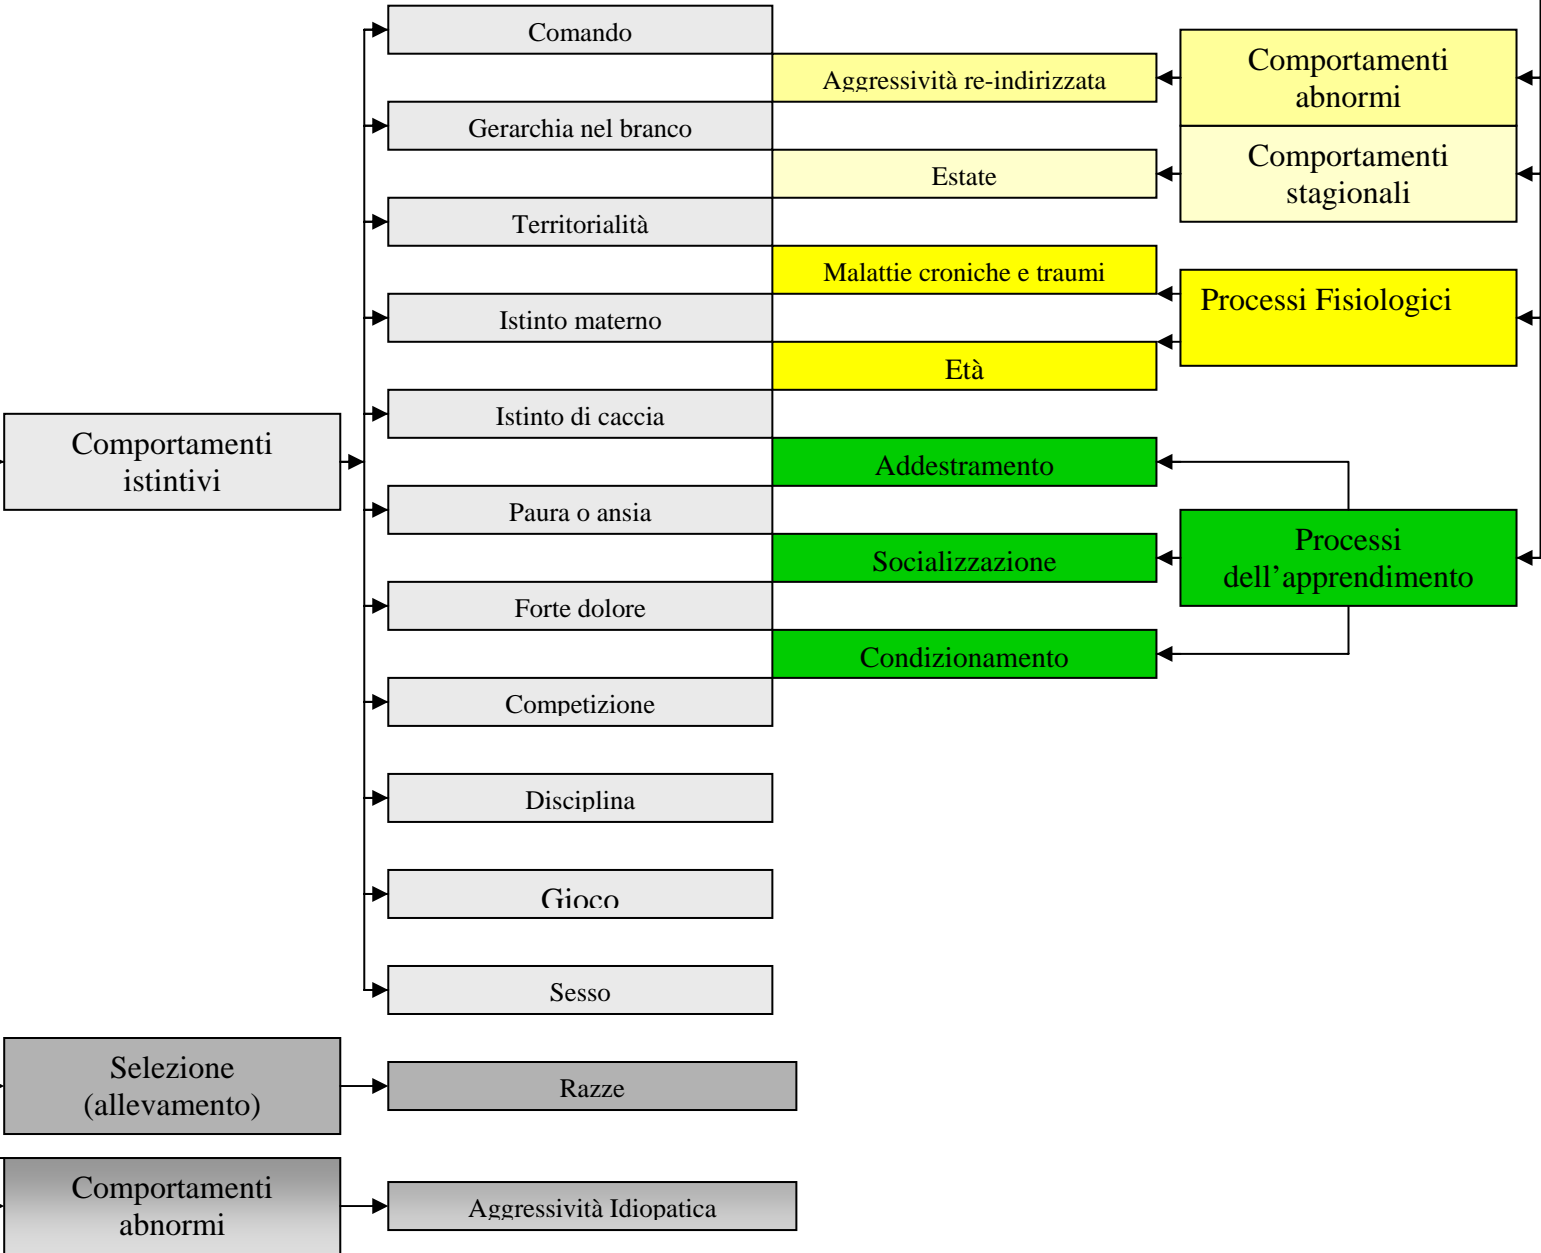 Comando
Aggressività re-indirizzata
Comportamenti
abnormi
Gerarchia nel branco
Estate
Comportamenti
stagionali
Territorialità
Malattie croniche e traumi
Processi Fisiologici
Istinto materno
Età
Istinto di caccia
Comportamenti
istintivi
Addestramento
Paura o ansia
Socializzazione
Processi
dell’apprendimento
Forte dolore
Condizionamento
Competizione
Disciplina
Gioco
Sesso
Selezione
(allevamento)
Razze
Comportamenti
abnormi
Aggressività Idiopatica